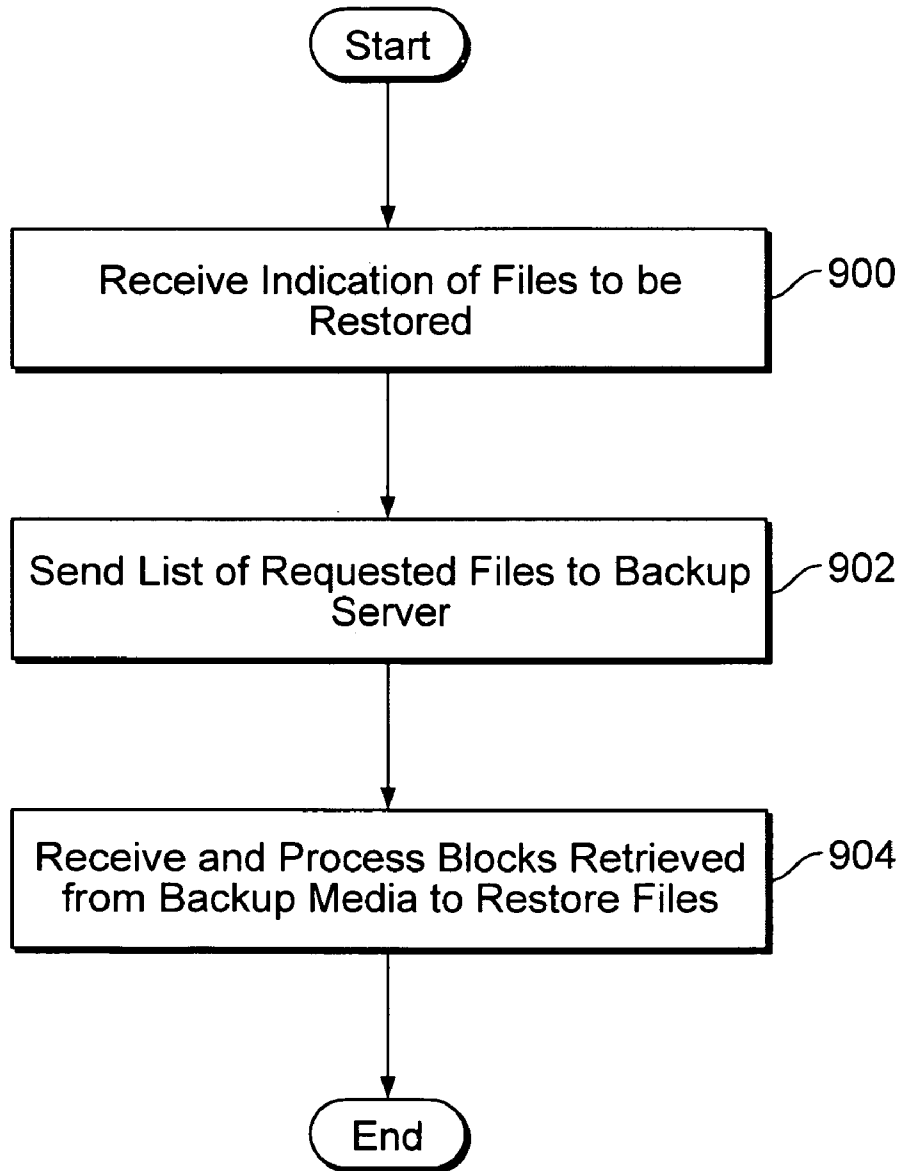 Start
Receive Indication of Files to be
Restored
900
Send List of Requested Files to Backup
Server
902
Receive and Process Blocks Retrieved
from Backup Media to Restore Files
904
End